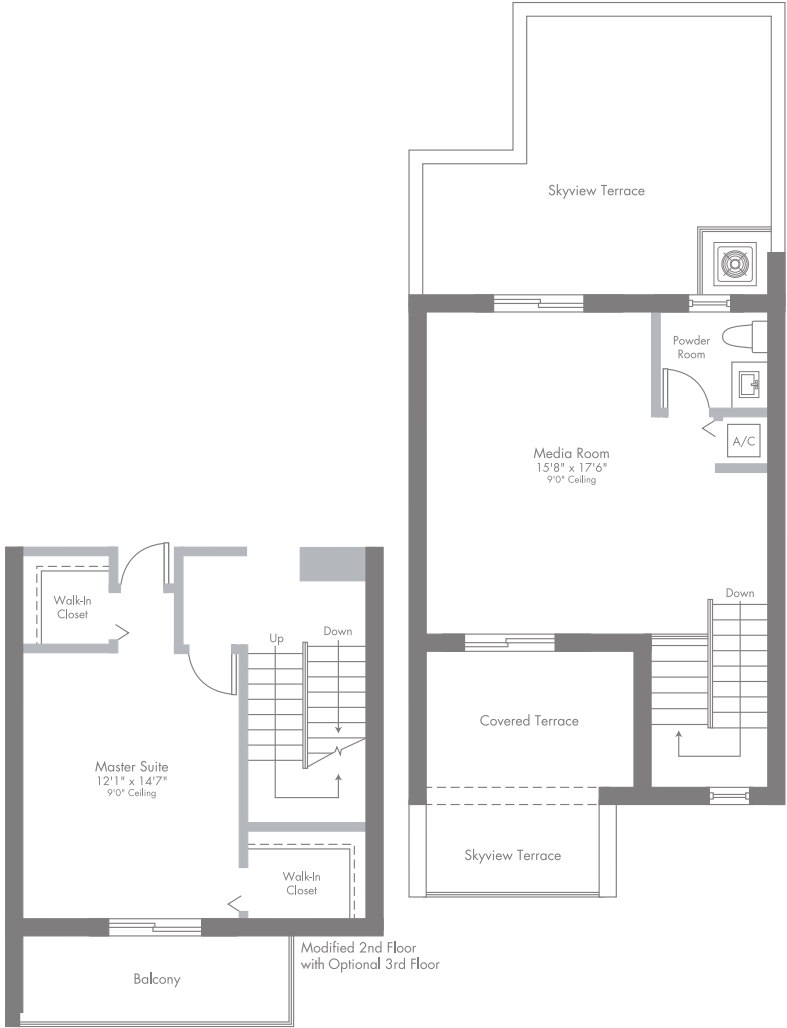 Skyview Terrace
Powder
Room
A/C
Media Room
15'8" x 17'6"
9'0" Ceiling
Down
Covered Terrace
Skyview Terrace
Walk-In
Closet
Up
Down
Master Suite
12'1" x 14'7"
9'0" Ceiling
Walk-In
Closet
Balcony
Modified 2nd Floor
with Optional 3rd Floor